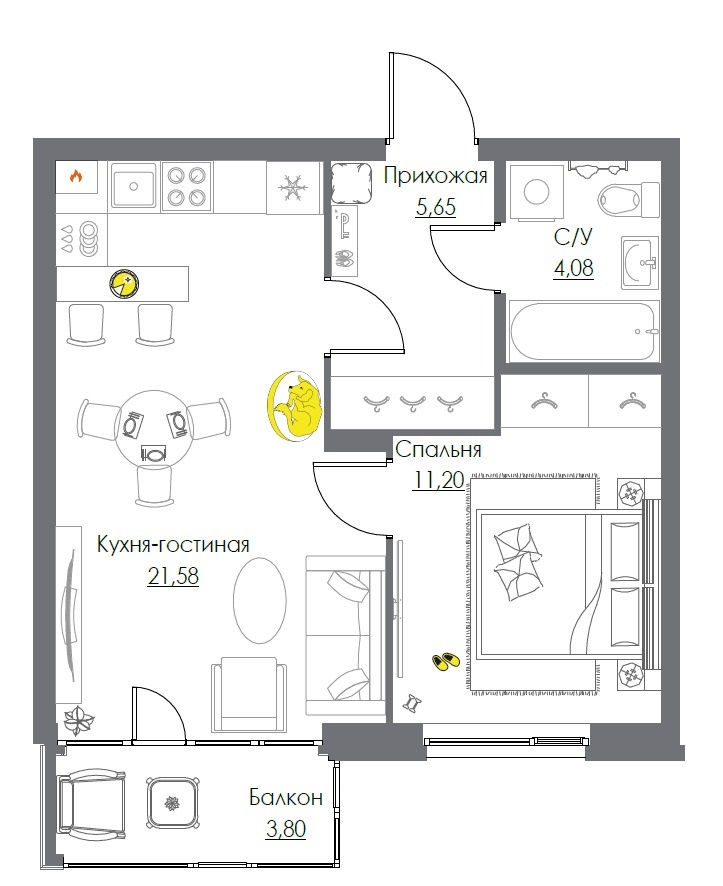 Прихожая
5,65
С/У
4,08
Спальня
11,20
Кухня-гостиная
21,58
Балкон
3,80